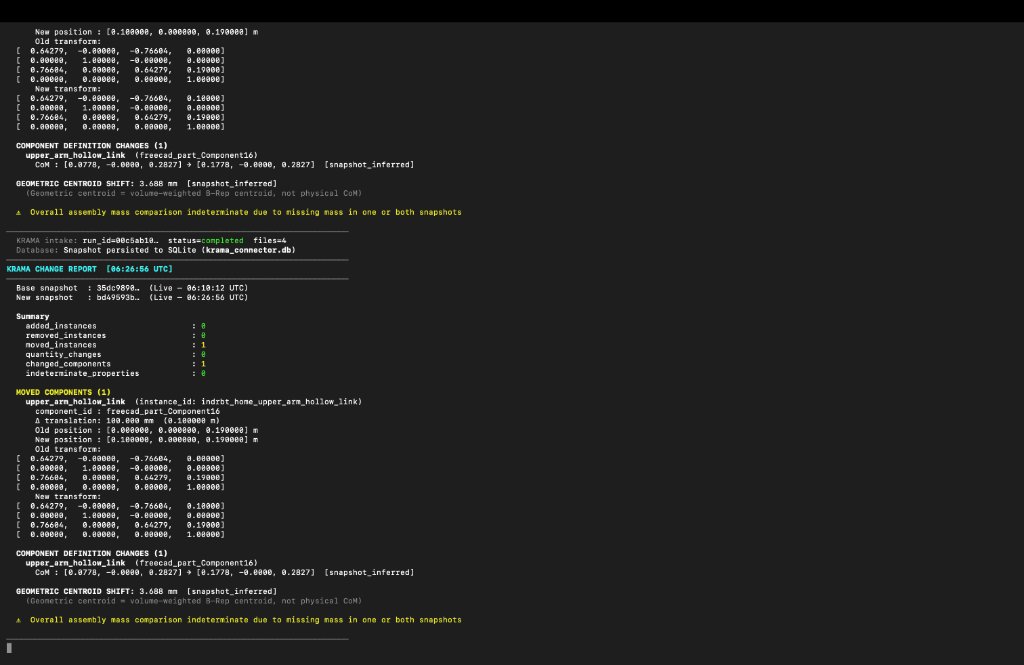 New position : [0.100000, 0.000000, 0.190000] m
Old transform:
[  0.64279,  -0.00000,  -0.76604,   0.00000]
[  0.00000,   1.00000,  -0.00000,   0.00000]
[  0.76604,   0.00000,   0.64279,   0.19000]
[  0.00000,   0.00000,   0.00000,   1.00000]
New transform:
[  0.64279,  -0.00000,  -0.76604,   0.10000]
[  0.00000,   1.00000,  -0.00000,   0.00000]
[  0.76604,   0.00000,   0.64279,   0.19000]
[  0.00000,   0.00000,   0.00000,   1.00000]
COMPONENT DEFINITION CHANGES (1)
upper_arm_hollow_link  (freecad_part_Component16)
CoM : [0.0778, -0.0000, 0.2827] → [0.1778, -0.0000, 0.2827]  [snapshot_inferred]
GEOMETRIC CENTROID SHIFT: 3.688 mm  [snapshot_inferred]
(Geometric centroid = volume-weighted B-Rep centroid, not physical CoM)
⚠  Overall assembly mass comparison indeterminate due to missing mass in one or both snapshots
KRAMA intake: run_id=00c5ab10…  status=completed  files=4
Database: Snapshot persisted to SQLite (krama_connector.db)
KRAMA CHANGE REPORT  [06:26:56 UTC]
Base snapshot  : 35dc9890…  (Live — 06:10:12 UTC)
New snapshot   : bd49593b…  (Live — 06:26:56 UTC)
Summary
added_instances : 0
removed_instances : 0
moved_instances : 1
quantity_changes : 0
changed_components : 1
indeterminate_properties : 0
MOVED COMPONENTS (1)
upper_arm_hollow_link  (instance_id: indrbt_home_upper_arm_hollow_link)
component_id : freecad_part_Component16
Δ translation: 100.000 mm  (0.100000 m)
Old position : [0.000000, 0.000000, 0.190000] m
New position : [0.100000, 0.000000, 0.190000] m
Old transform:
[  0.64279,  -0.00000,  -0.76604,   0.00000]
[  0.00000,   1.00000,  -0.00000,   0.00000]
[  0.76604,   0.00000,   0.64279,   0.19000]
[  0.00000,   0.00000,   0.00000,   1.00000]
New transform:
[  0.64279,  -0.00000,  -0.76604,   0.10000]
[  0.00000,   1.00000,  -0.00000,   0.00000]
[  0.76604,   0.00000,   0.64279,   0.19000]
[  0.00000,   0.00000,   0.00000,   1.00000]
COMPONENT DEFINITION CHANGES (1)
upper_arm_hollow_link  (freecad_part_Component16)
CoM : [0.0778, -0.0000, 0.2827] → [0.1778, -0.0000, 0.2827]  [snapshot_inferred]
GEOMETRIC CENTROID SHIFT: 3.688 mm  [snapshot_inferred]
(Geometric centroid = volume-weighted B-Rep centroid, not physical CoM)
⚠  Overall assembly mass comparison indeterminate due to missing mass in one or both snapshots